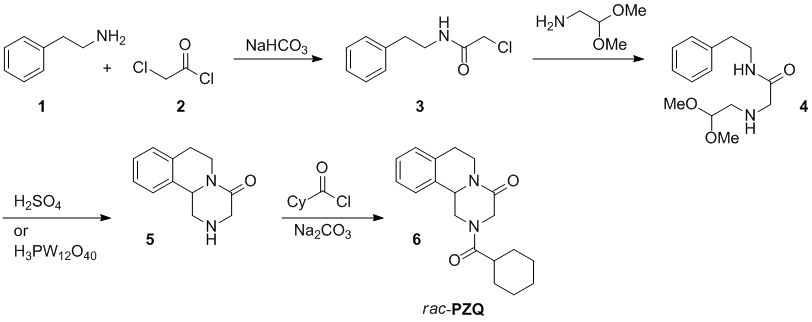 NH2
+
1
Cl
O
Cl
2
NaHCO3
H
N
O
Cl
3
H2N
OMe
OMe
HN
O
MeO
OMe
N
H
4
H2SO4
or
H3PW12O40
N
O
N
H
5
O
Cy
Cl
Na2CO3
N
O
N
O
6
rac-PZQ